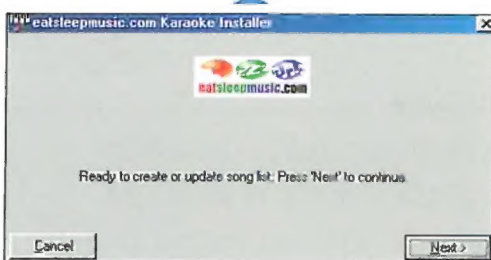 eatsleepmusic.com Karaoke Installer
eatsleepmusic.com
Ready to create or update song list. Press 'Next' to continue.
Cancel
Next >